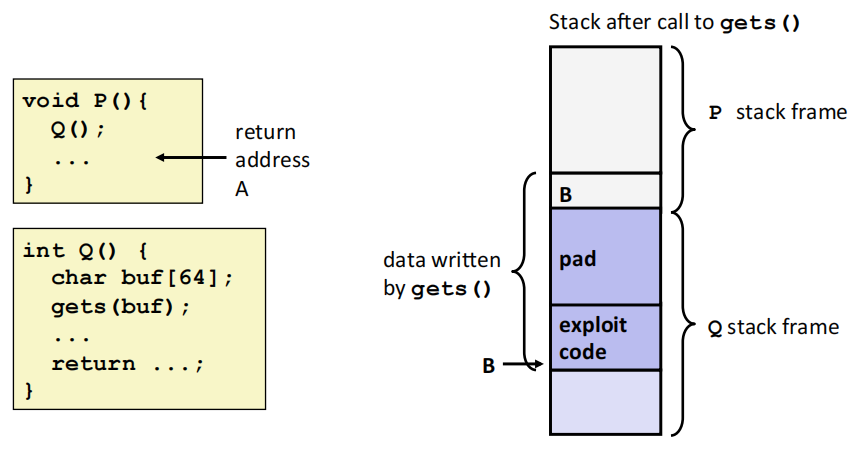 void P(){
  Q();
  ...
}
return
address
A
int Q() {
  char buf[64];
  gets(buf);
  ...
  return ...;
}
Stack after call to gets()
P stack frame
B
data written
by gets()
pad
exploit
code
B
Q stack frame